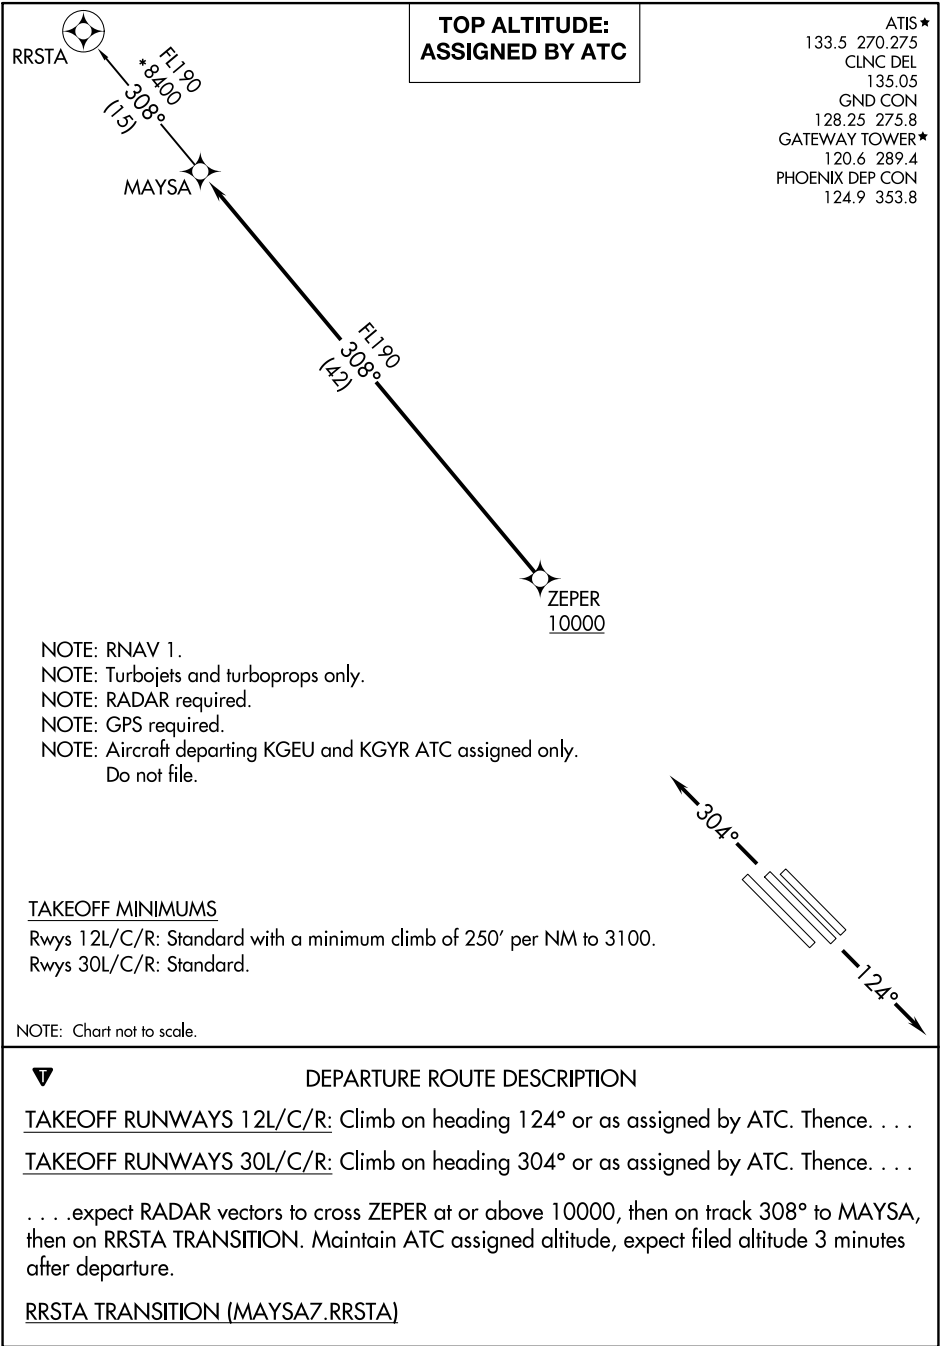 TOP ALTITUDE:
ASSIGNED BY ATC
ATIS★
133.5 270.275
CLNC DEL
135.05
GND CON
128.25 275.8
GATEWAY TOWER★
120.6 289.4
PHOENIX DEP CON
124.9 353.8
RRSTA
FL190
*8400
308°
(15)
MAYSA
FL190
308°
(42)
ZEPER
10000
NOTE: RNAV 1.
NOTE: Turbojets and turboprops only.
NOTE: RADAR required.
NOTE: GPS required.
NOTE: Aircraft departing KGEU and KGYR ATC assigned only.
Do not file.
304°
124°
TAKEOFF MINIMUMS
Rwys 12L/C/R: Standard with a minimum climb of 250' per NM to 3100.
Rwys 30L/C/R: Standard.
NOTE: Chart not to scale.
T
DEPARTURE ROUTE DESCRIPTION
TAKEOFF RUNWAYS 12L/C/R: Climb on heading 124° or as assigned by ATC. Thence. . . .
TAKEOFF RUNWAYS 30L/C/R: Climb on heading 304° or as assigned by ATC. Thence. . . .
. . . .expect RADAR vectors to cross ZEPER at or above 10000, then on track 308° to MAYSA,
then on RRSTA TRANSITION. Maintain ATC assigned altitude, expect filed altitude 3 minutes
after departure.
RRSTA TRANSITION (MAYSA7.RRSTA)